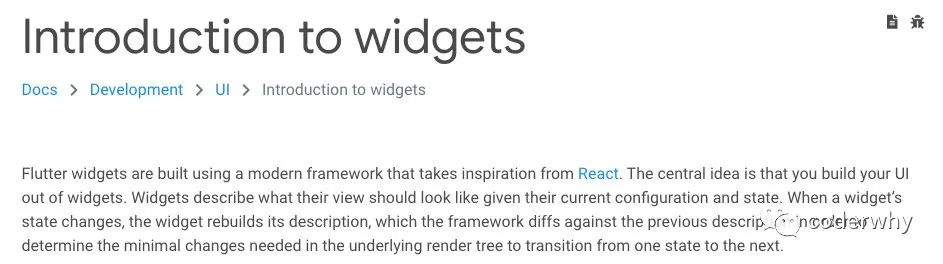 Introduction to widgets
Docs > Development > UI > Introduction to widgets
Flutter widgets are built using a modern framework that takes inspiration from React. The central idea is that you build your UI
out of widgets. Widgets describe what their view should look like given their current configuration and state. When a widget’s
state changes, the widget rebuilds its description, which the framework diffs against the previous description in order to
determine the minimal changes needed in the underlying render tree to transition from one state to the next.
coderwhy